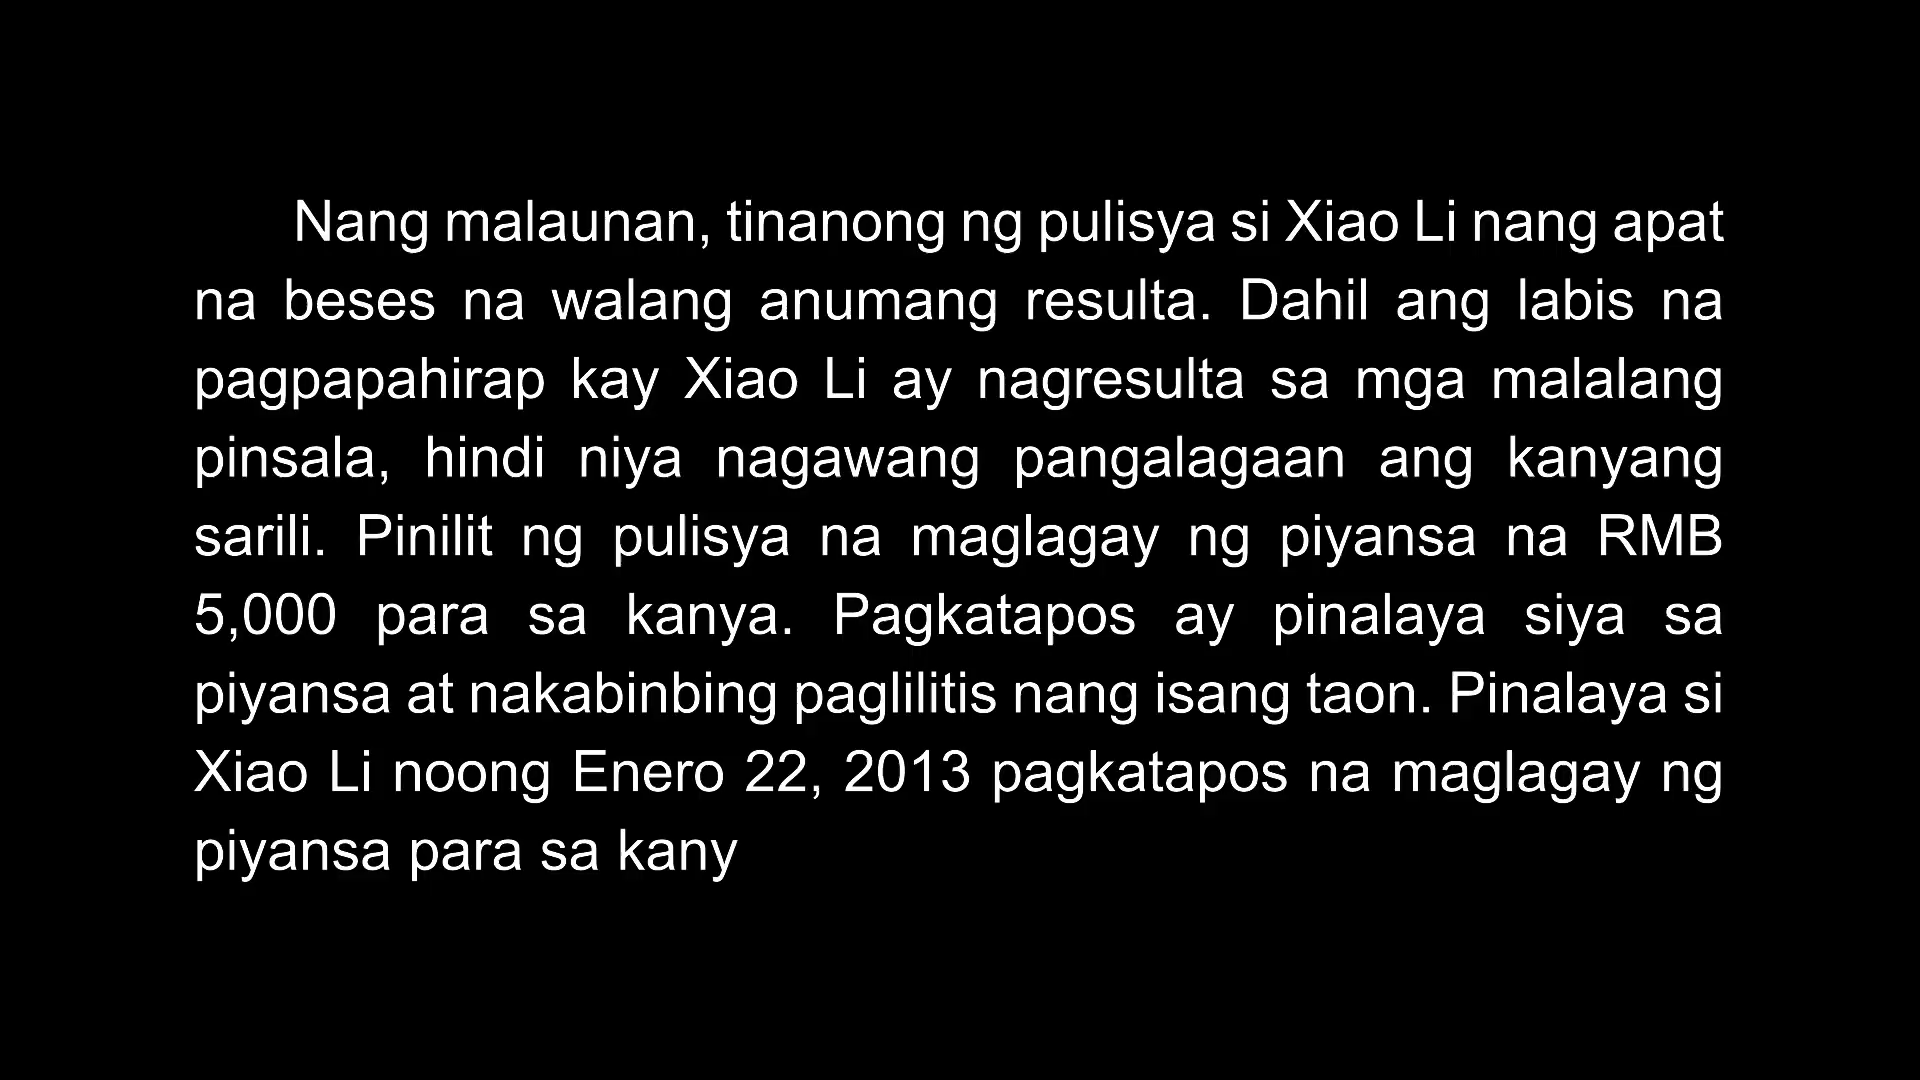 Nang malaunan, tinanong ng pulisya si Xiao Li nang apat
na beses na walang anumang resulta. Dahil ang labis na
pagpapahirap kay Xiao Li ay nagresulta sa mga malalang
pinsala, hindi niya nagawang pangalagaan ang kanyang
sarili. Pinilit ng pulisya na maglagay ng piyansa na RMB
5,000 para sa kanya. Pagkatapos ay pinalaya siya sa
piyansa at nakabinbing paglilitis nang isang taon. Pinalaya si
Xiao Li noong Enero 22, 2013 pagkatapos na maglagay ng
piyansa para sa kany